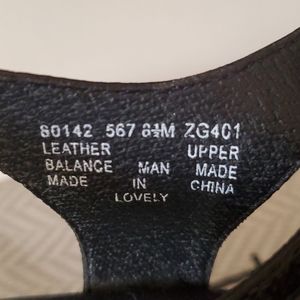 80142 567 8½M ZG401
LEATHER UPPER
BALANCE MAN MADE
MADE IN CHINA
LOVELY